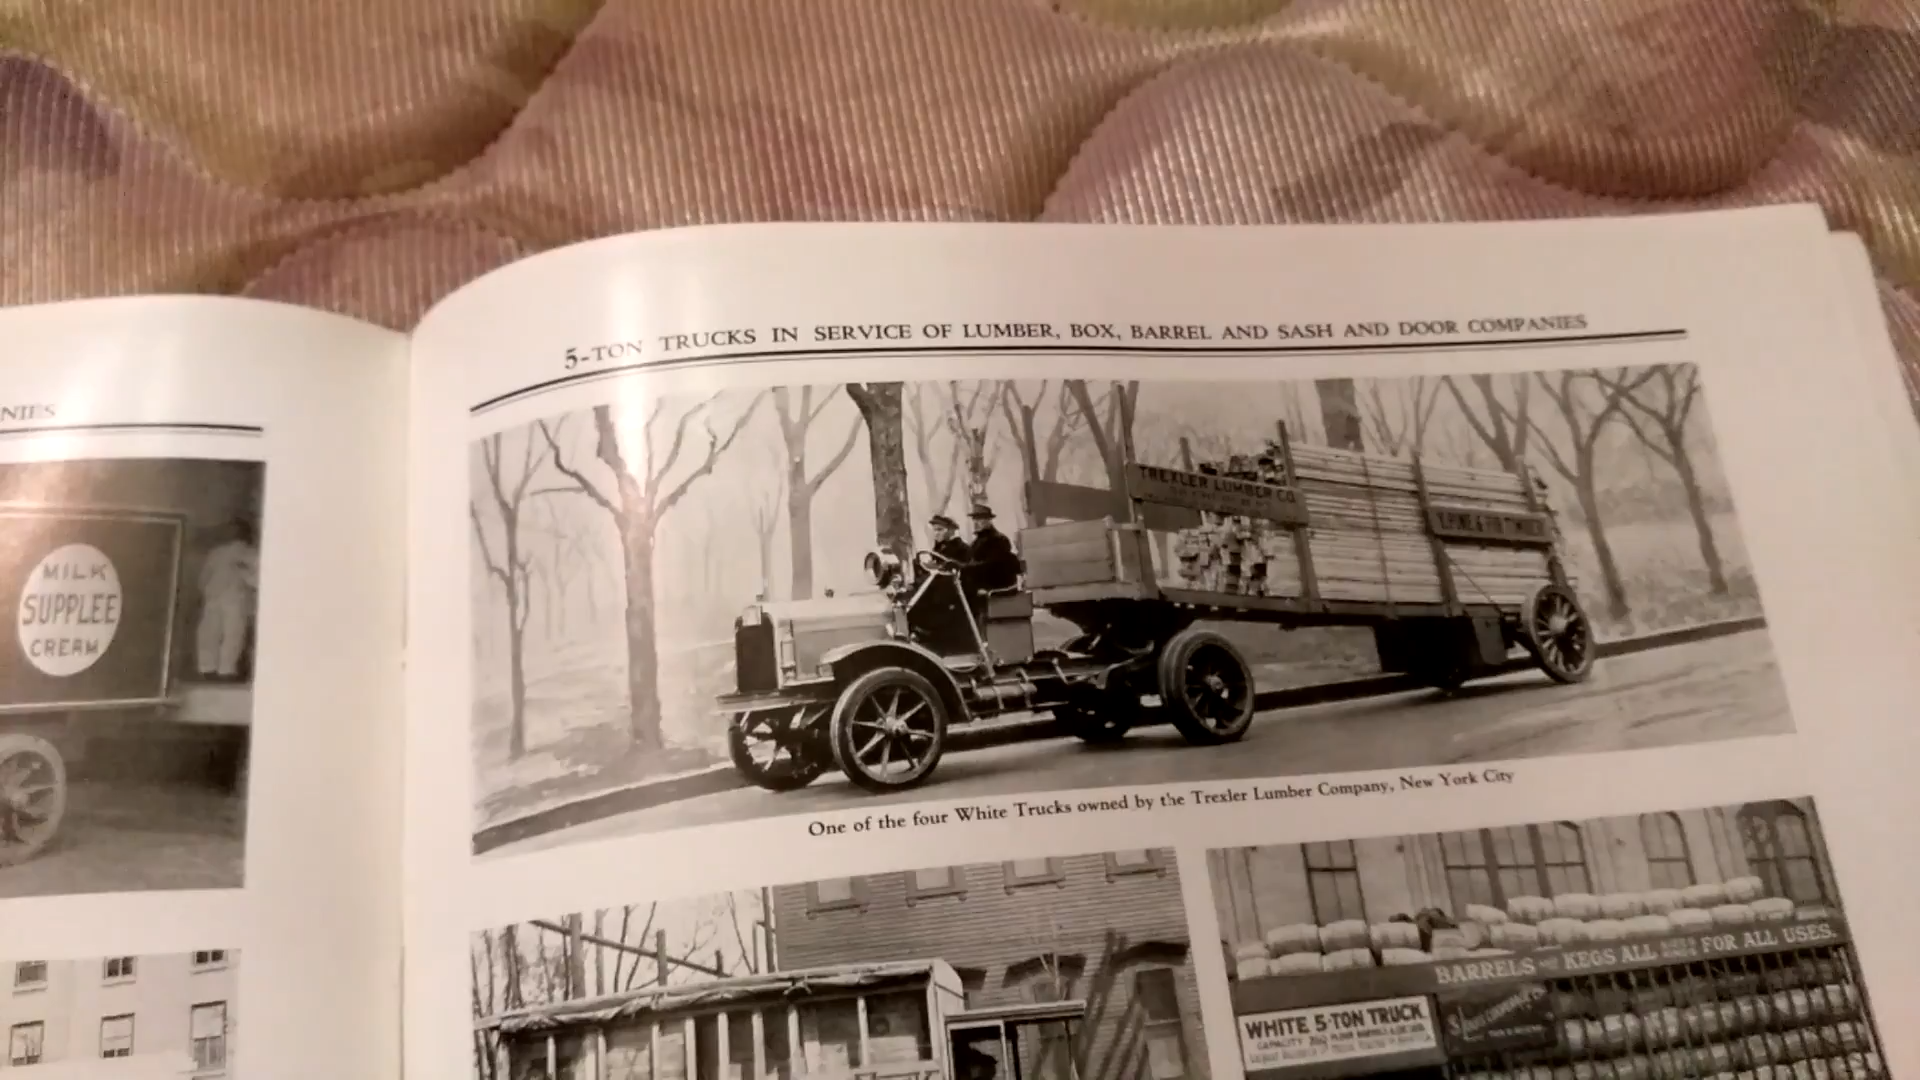 NIES
MILK
SUPPLEE
CREAM
5-TON TRUCKS IN SERVICE OF LUMBER, BOX, BARREL AND SASH AND DOOR COMPANIES
TREXLER LUMBER CO.
One of the four White Trucks owned by the Trexler Lumber Company, New York City
BARRELS AND KEGS ALL FOR ALL USES.
WHITE 5-TON TRUCK